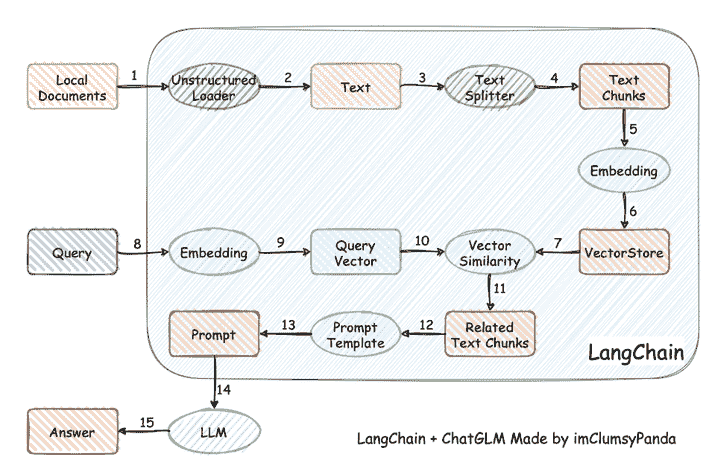 1
2
3
4
Local
Documents
Unstructured
Loader
Text
Text
Splitter
Text
Chunks
5
Embedding
6
8
9
10
7
Query
Embedding
Query
Vector
Vector
Similarity
VectorStore
11
13
12
Prompt
Prompt
Template
Related
Text Chunks
LangChain
14
15
Answer
LLM
LangChain + ChatGLM Made by imClumsyPanda